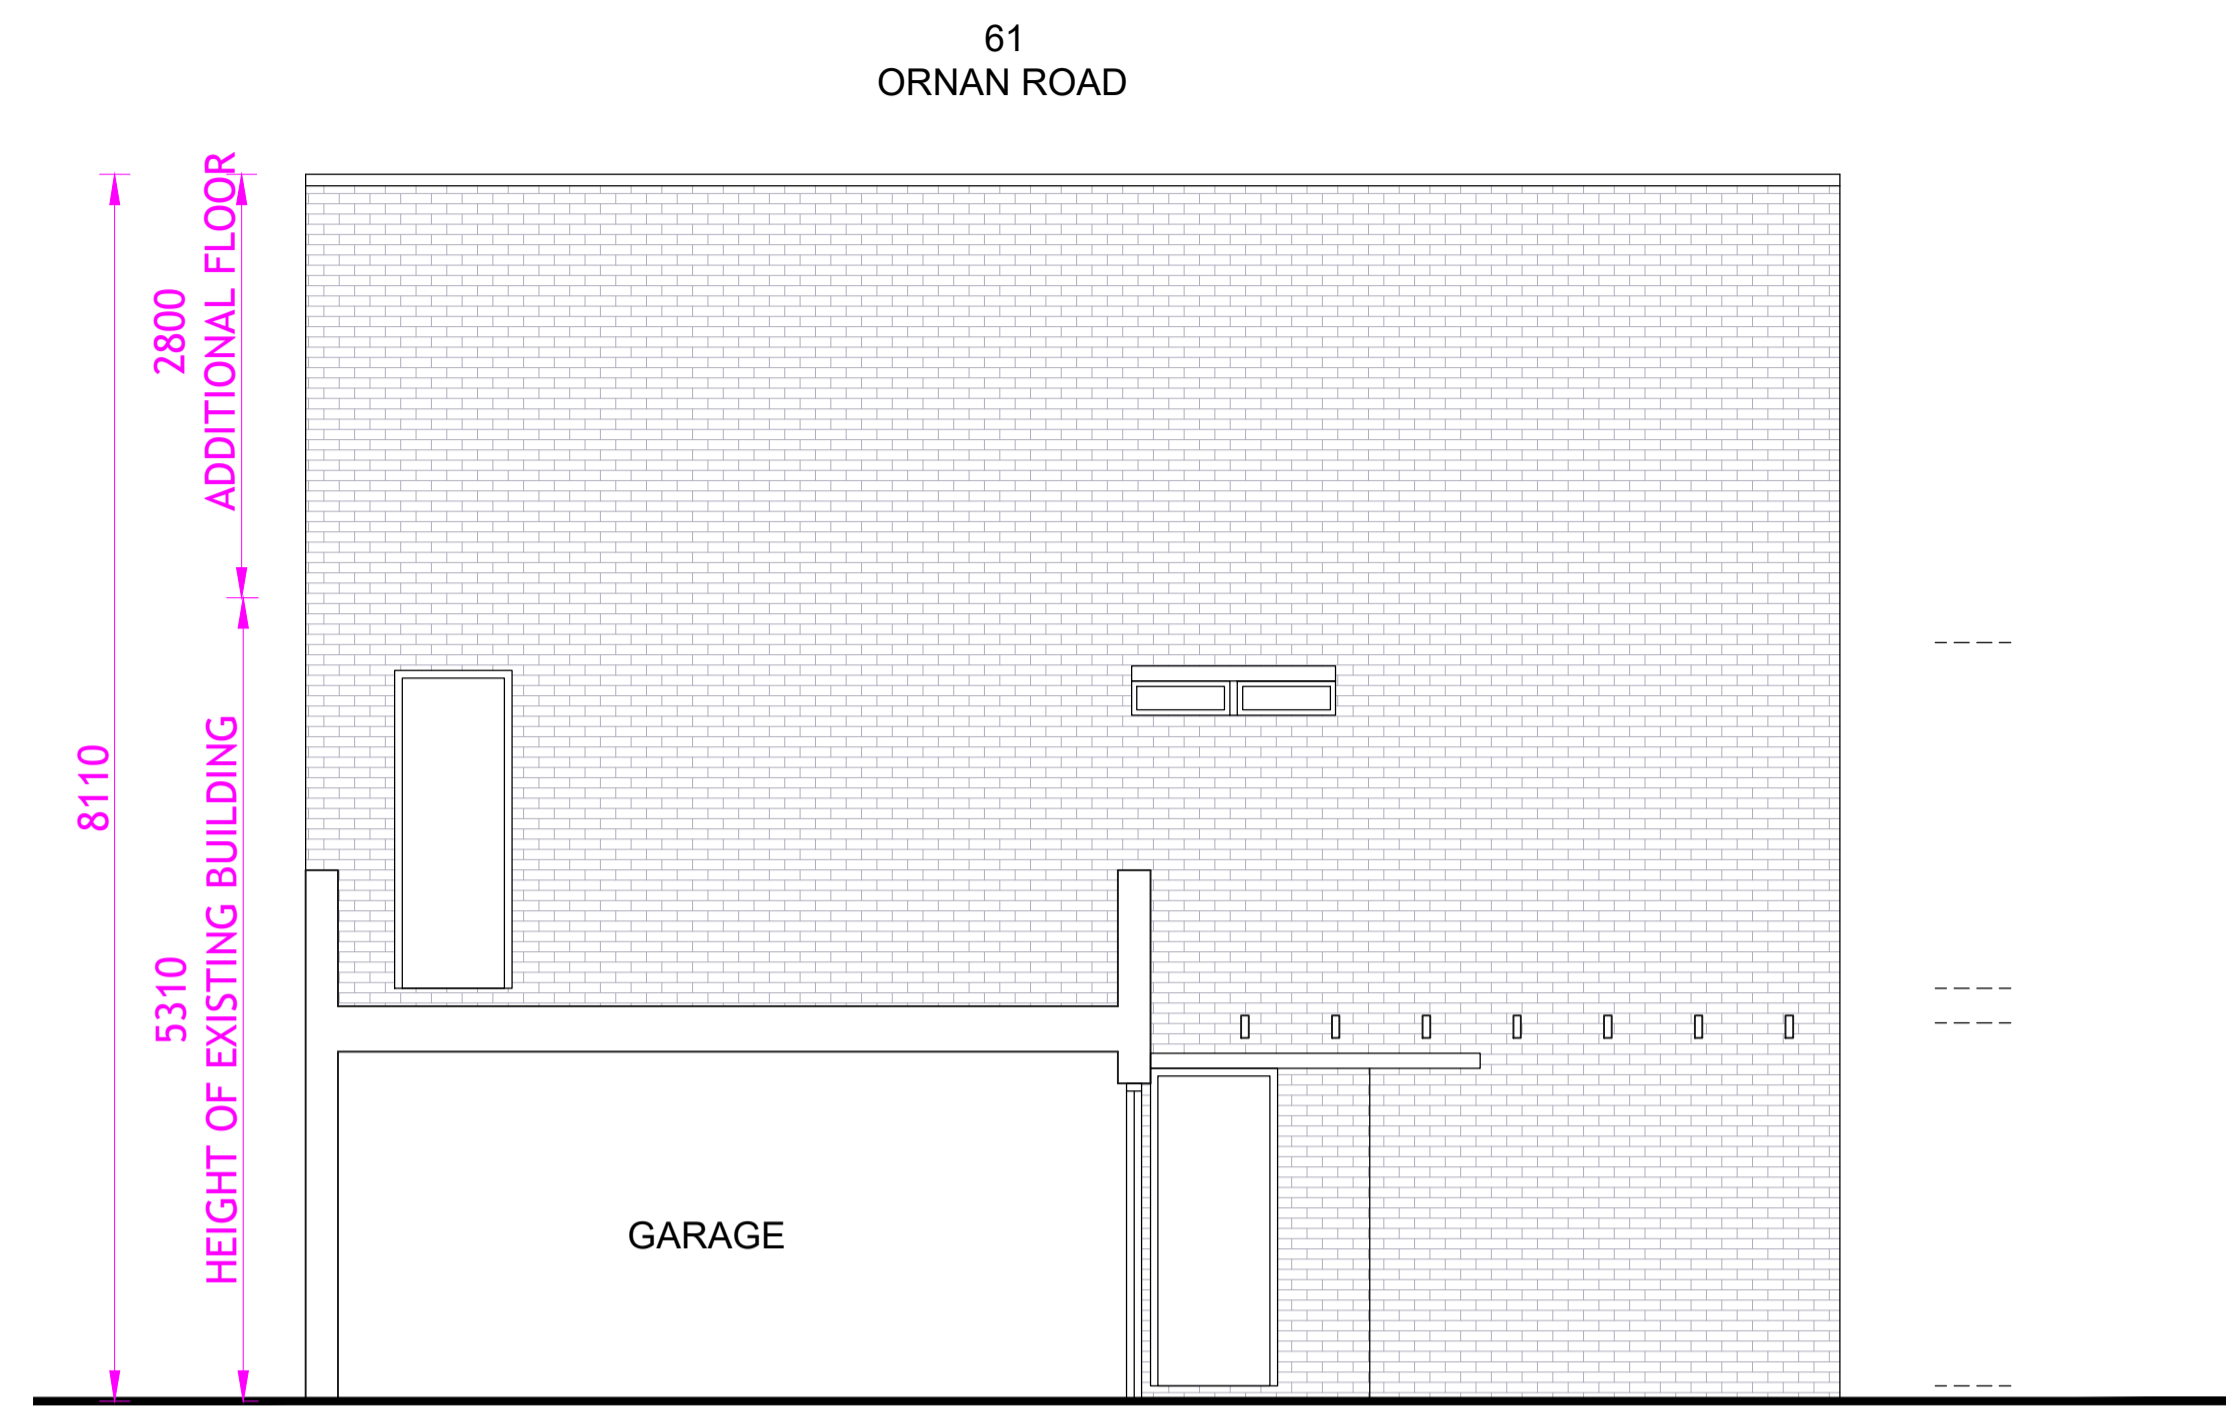 61
ORNAN ROAD
2800
ADDITIONAL FLOOR
8110
5310
HEIGHT OF EXISTING BUILDING
GARAGE